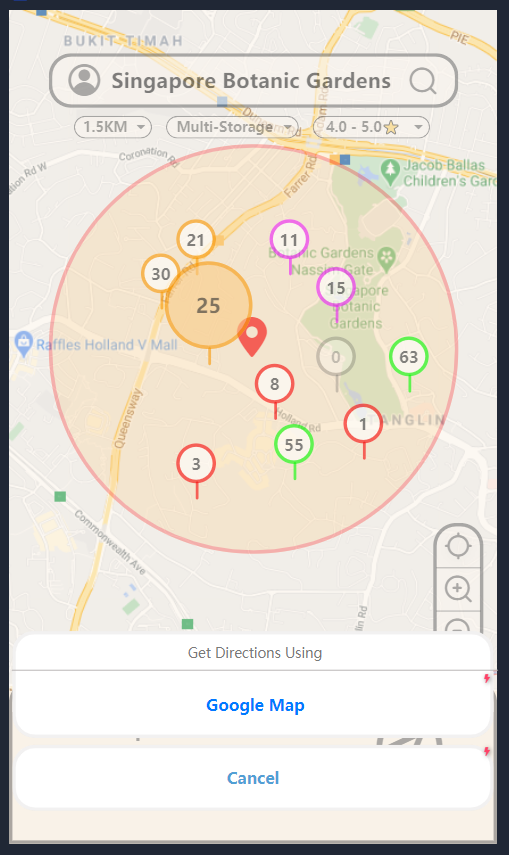 BUKIT TIMAH
PIE
Singapore Botanic Gardens
1.5KM
Multi-Storage
4.0 - 5.0
Coronation Rd
Farrer Rd
Jacob Ballas
Children's Gard
21
11
Botanic Gardens
Nassim Gate
30
15
Singapore
Botanic
Gardens
25
Raffles Holland V Mall
0
63
8
Queensway
Holland Rd
1
TANGLIN
55
3
Commonwealth Ave
Get Directions Using
Google Map
Cancel